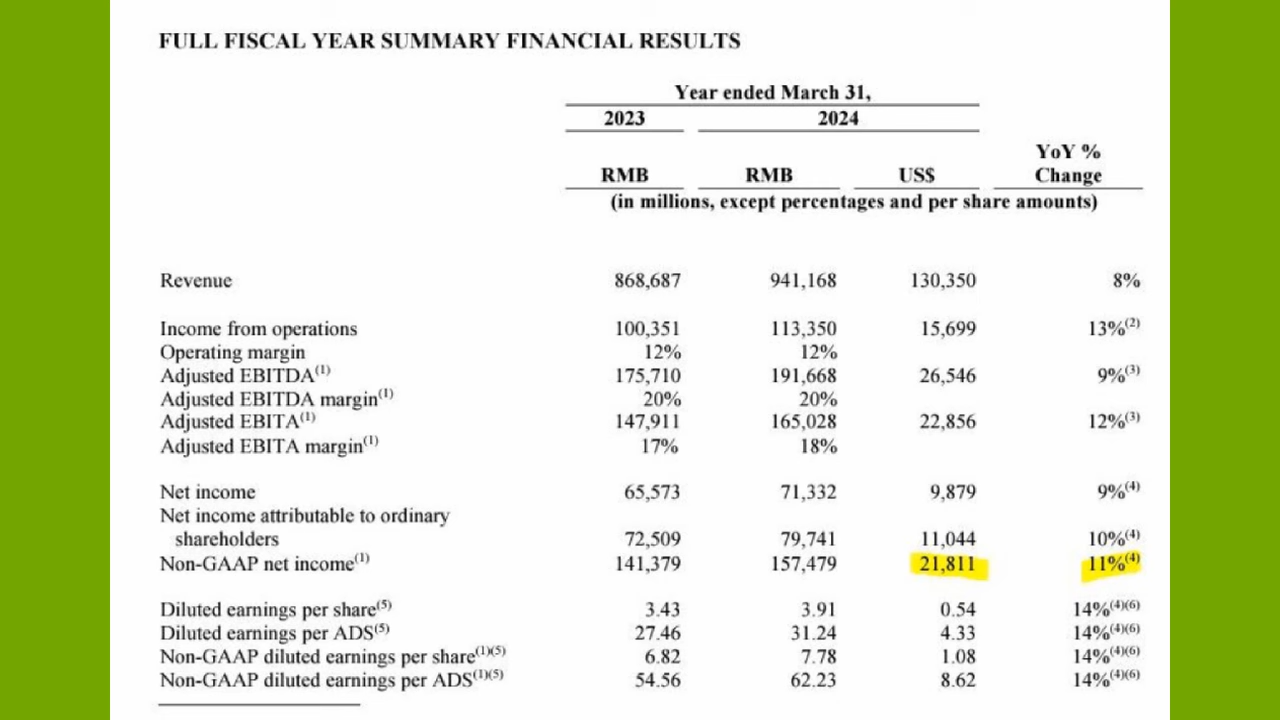 FULL FISCAL YEAR SUMMARY FINANCIAL RESULTS
Year ended March 31,
2023 2024
YoY %
RMB RMB US$ Change
(in millions, except percentages and per share amounts)
Revenue 868,687 941,168 130,350 8%
Income from operations 100,351 113,350 15,699 13%(2)
Operating margin 12% 12%
Adjusted EBITDA(1) 175,710 191,668 26,546 9%(3)
Adjusted EBITDA margin(1) 20% 20%
Adjusted EBITA(1) 147,911 165,028 22,856 12%(3)
Adjusted EBITA margin(1) 17% 18%
Net income 65,573 71,332 9,879 9%(4)
Net income attributable to ordinary
shareholders 72,509 79,741 11,044 10%(4)
Non-GAAP net income(1) 141,379 157,479 21,811 11%(4)
Diluted earnings per share(5) 3.43 3.91 0.54 14%(4)(6)
Diluted earnings per ADS(5) 27.46 31.24 4.33 14%(4)(6)
Non-GAAP diluted earnings per share(1)(5) 6.82 7.78 1.08 14%(4)(6)
Non-GAAP diluted earnings per ADS(1)(5) 54.56 62.23 8.62 14%(4)(6)